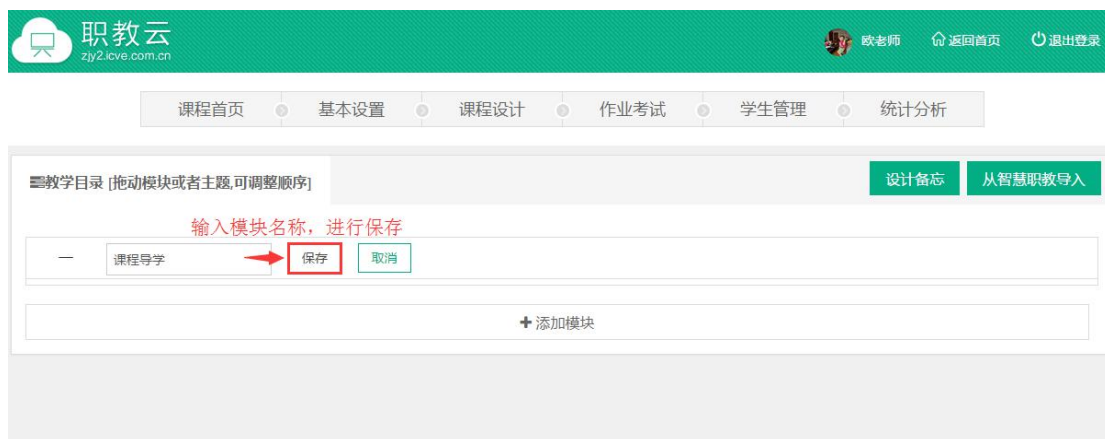 职教云
zjy2.icve.com.cn
欧老师 返回首页 退出登录
课程首页 基本设置 课程设计 作业考试 学生管理 统计分析
教学目录 [拖动模块或者主题,可调整顺序] 设计备忘 从智慧职教导入
输入模块名称，进行保存
一 课程导学 保存 取消
+添加模块